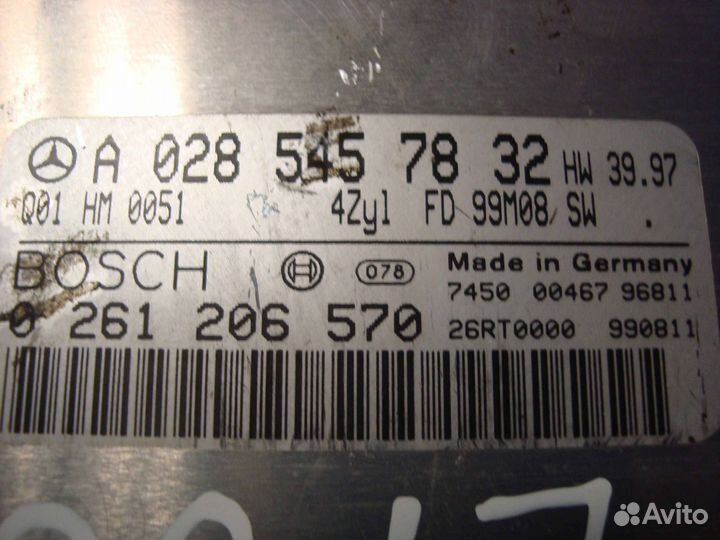 A 028 545 78 32 HW 39.97
Q01 HM 0051 4Zyl FD 99M08 SW .
BOSCH 078 Made in Germany
7450 00467 96811
0 261 206 570 26RT0000 990811
Avito